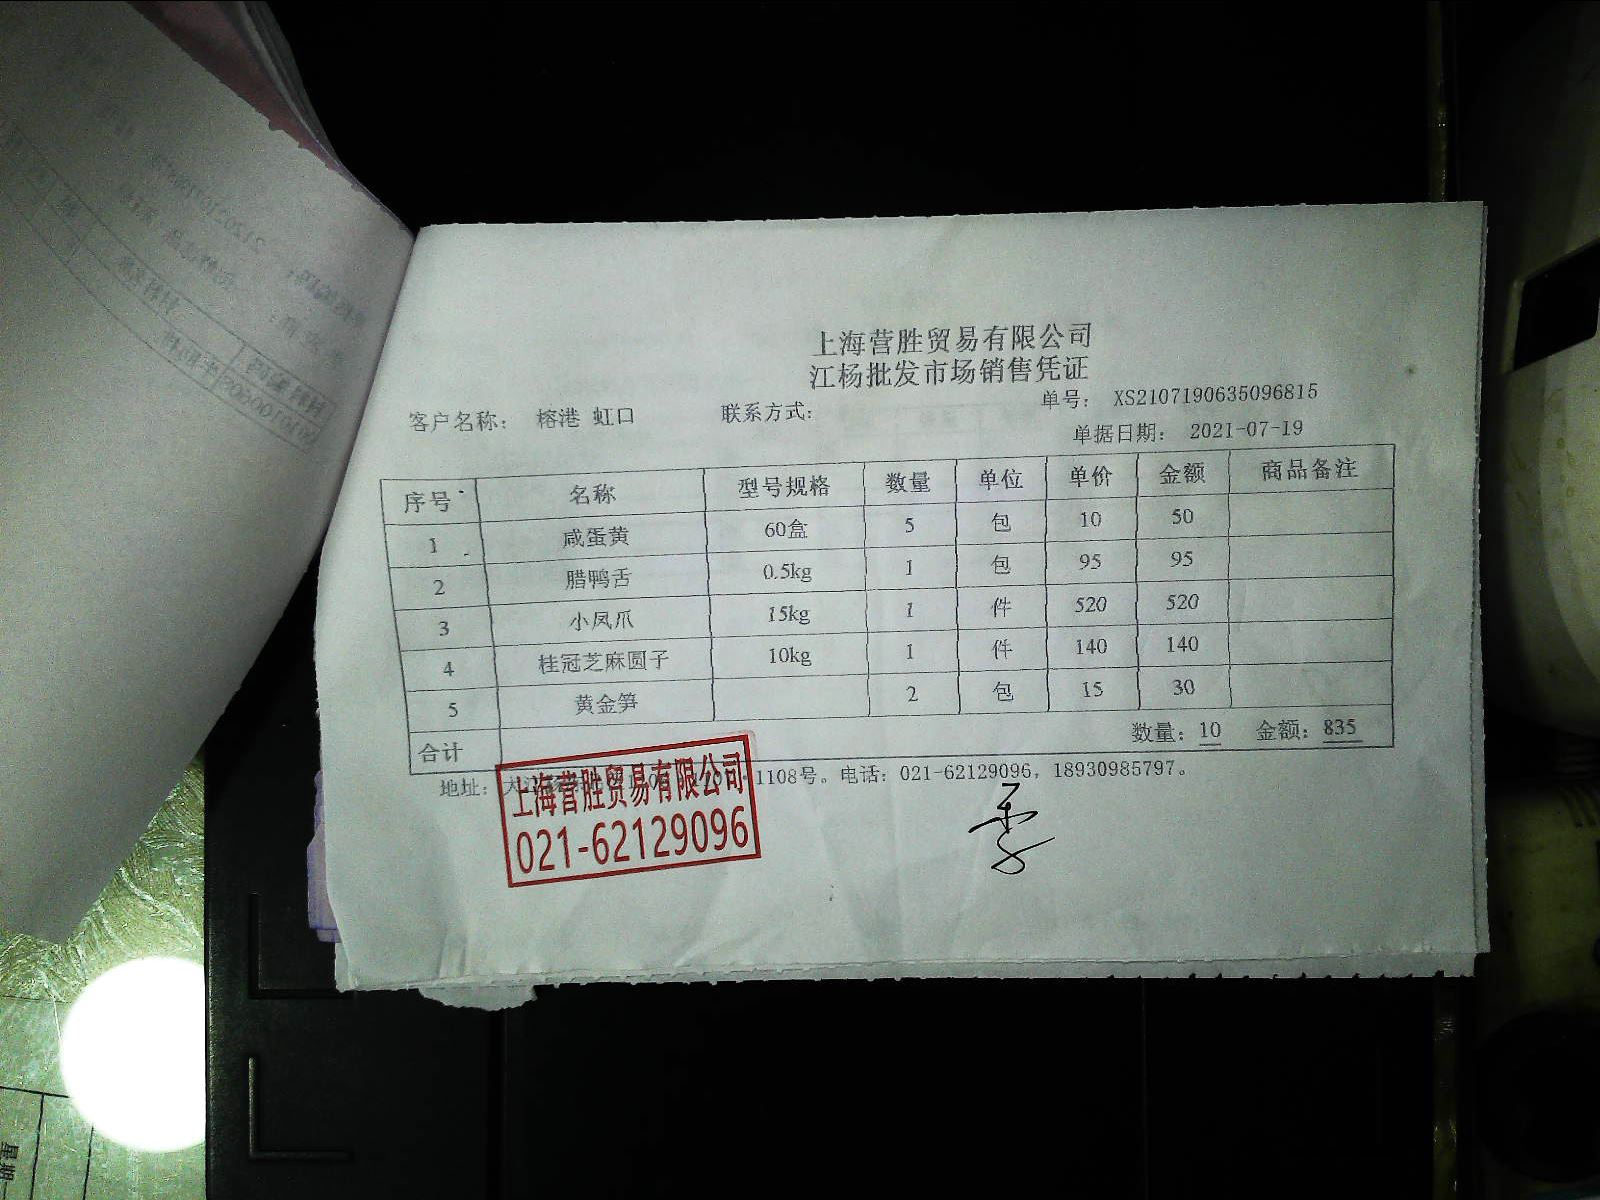 上海营胜贸易有限公司
江杨批发市场销售凭证
客户名称： 榕港 虹口 联系方式： 单号： XS2107190635096815
单据日期： 2021-07-19
序号 名称 型号规格 数量 单位 单价 金额 商品备注
1 咸蛋黄 60盒 5 包 10 50
2 腊鸭舌 0.5kg 1 包 95 95
3 小凤爪 15kg 1 件 520 520
4 桂冠芝麻圆子 10kg 1 件 140 140
5 黄金笋 2 包 15 30
合计 数量：10 金额：835
地址： 1108号。电话：021-62129096，18930985797。
上海营胜贸易有限公司
021-62129096